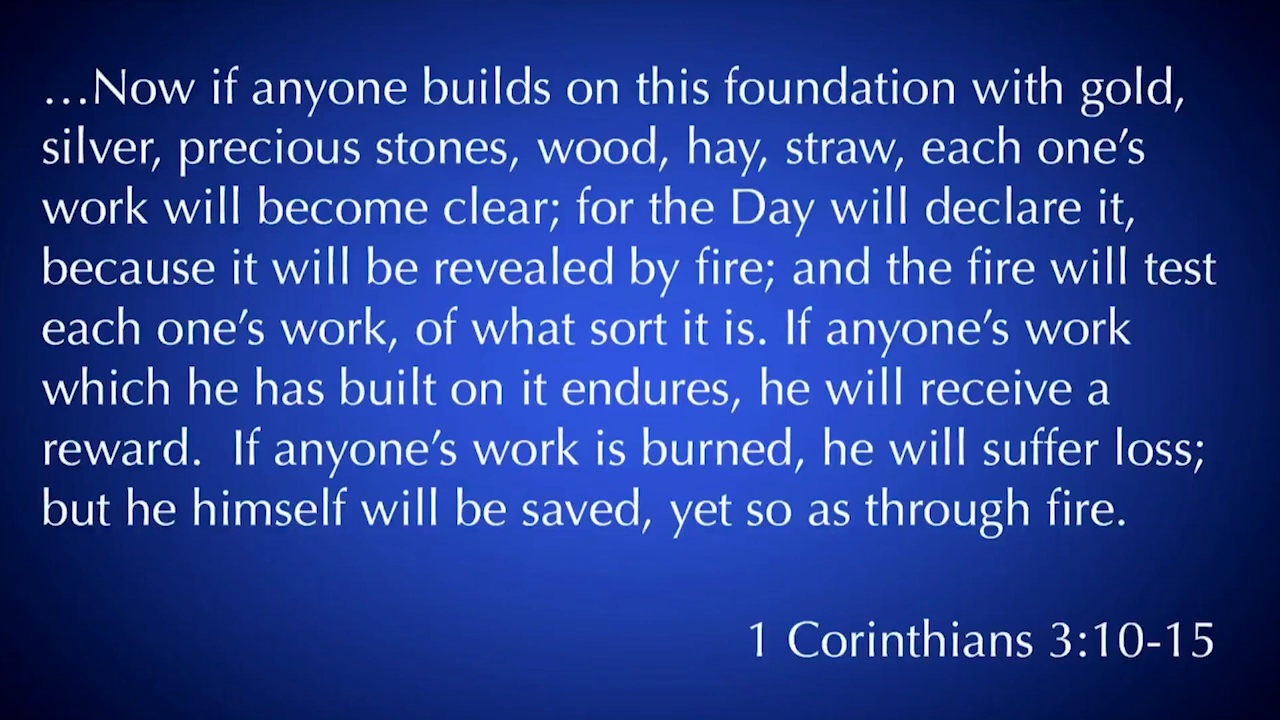 …Now if anyone builds on this foundation with gold,
silver, precious stones, wood, hay, straw, each one’s
work will become clear; for the Day will declare it,
because it will be revealed by fire; and the fire will test
each one’s work, of what sort it is. If anyone’s work
which he has built on it endures, he will receive a
reward.  If anyone’s work is burned, he will suffer loss;
but he himself will be saved, yet so as through fire.
1 Corinthians 3:10-15